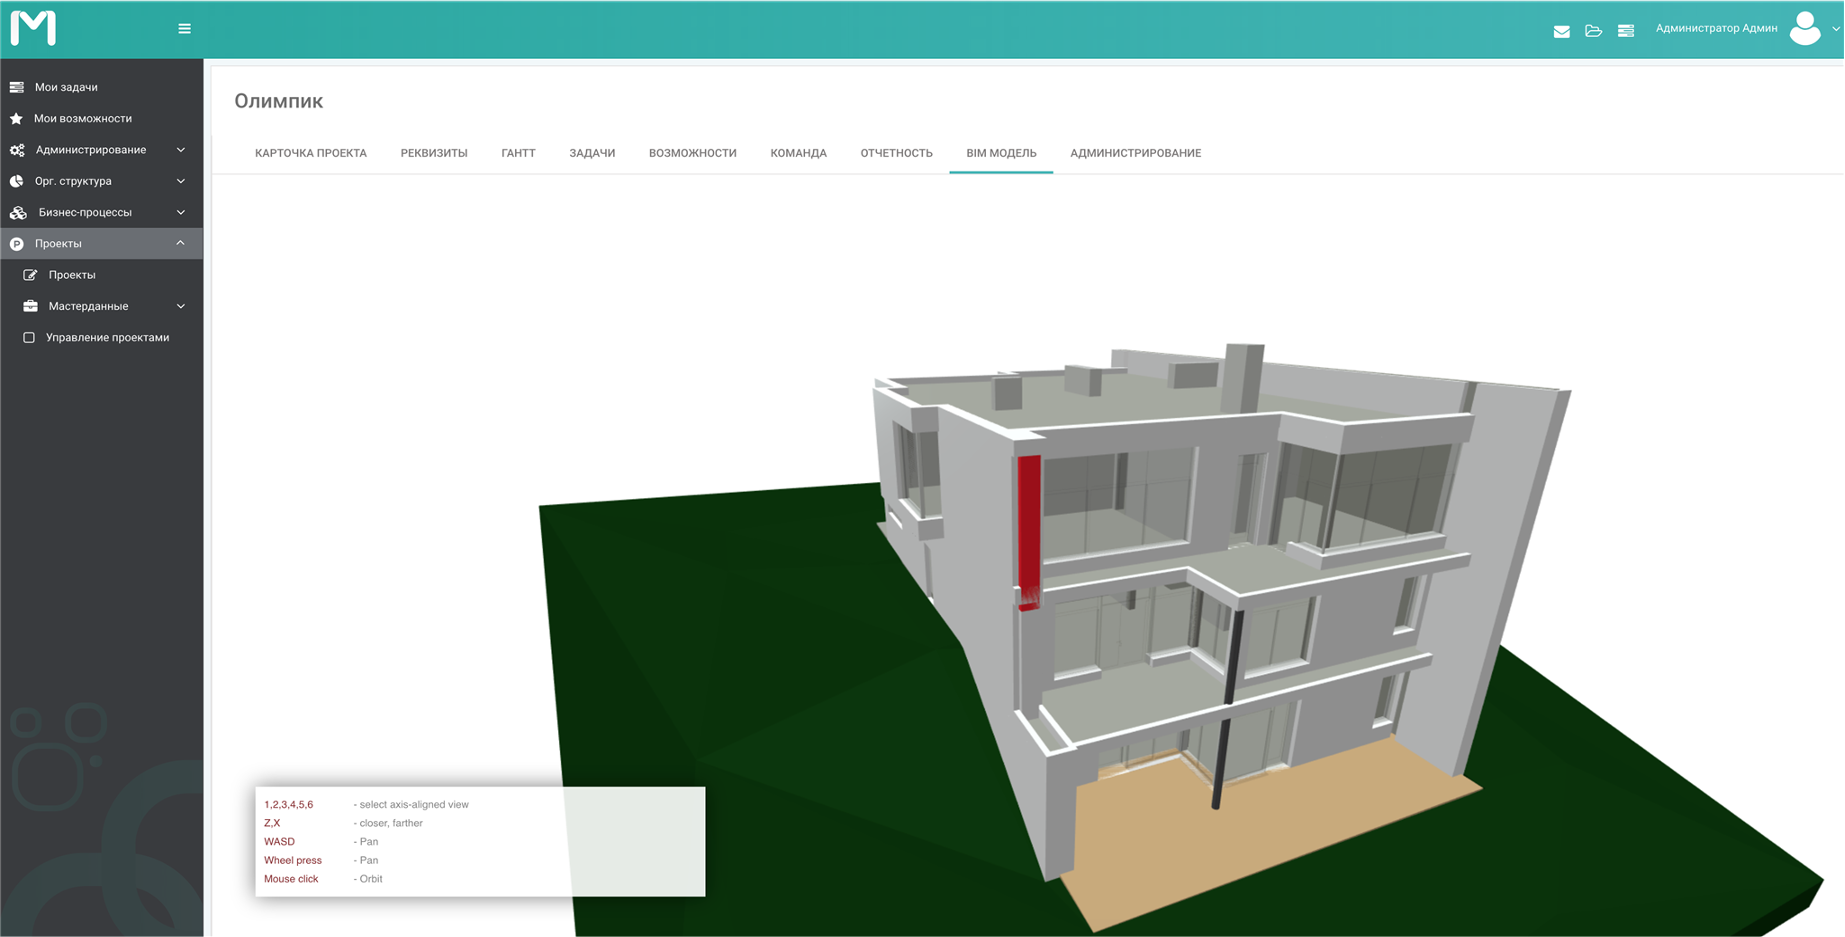 M
Администратор Админ
Мои задачи
Мои возможности
Администрирование
Орг. структура
Бизнес-процессы
P Проекты
Проекты
Мастерданные
Управление проектами
Олимпик
КАРТОЧКА ПРОЕКТА РЕКВИЗИТЫ ГАНТТ ЗАДАЧИ ВОЗМОЖНОСТИ КОМАНДА ОТЧЕТНОСТЬ BIM МОДЕЛЬ АДМИНИСТРИРОВАНИЕ
1,2,3,4,5,6 - select axis-aligned view
Z,X - closer, farther
WASD - Pan
Wheel press - Pan
Mouse click - Orbit